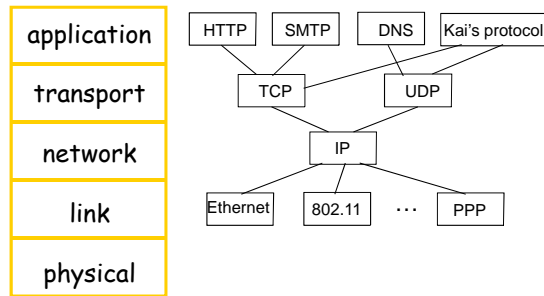 application
HTTP SMTP DNS Kai's protocol
transport
TCP UDP
network
IP
link
Ethernet 802.11 ... PPP
physical